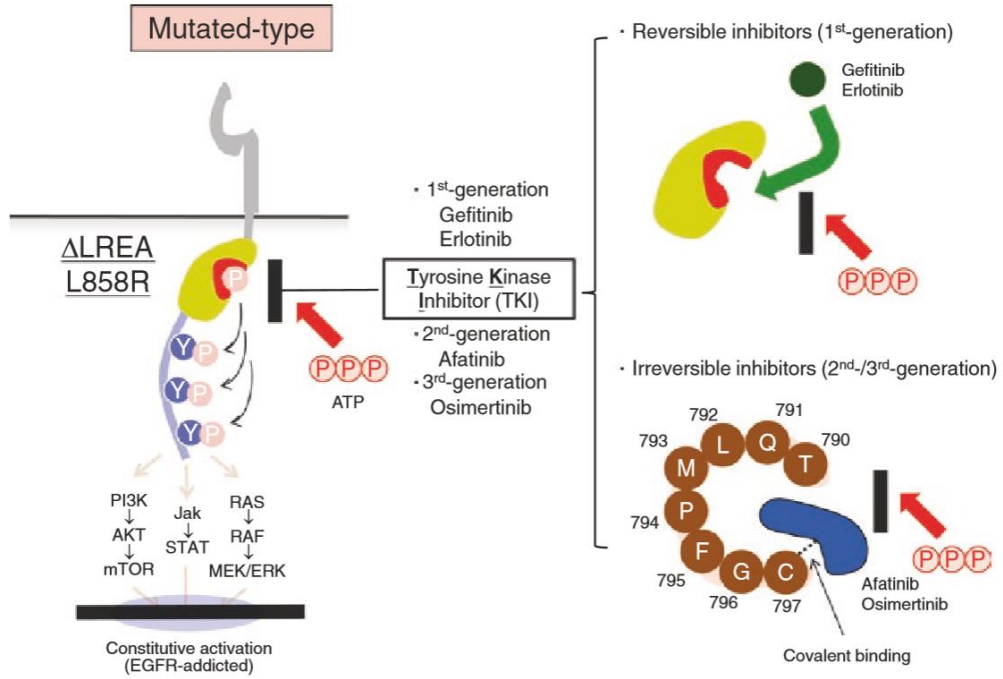 Mutated-type
ΔLREA
L858R
P
Y P
Y P
Y P
P P P
ATP
PI3K
AKT
mTOR
Jak
STAT
RAS
RAF
MEK/ERK
Constitutive activation
(EGFR-addicted)
· 1st-generation
Gefitinib
Erlotinib
Tyrosine Kinase
Inhibitor (TKI)
· 2nd-generation
Afatinib
· 3rd-generation
Osimertinib
· Reversible inhibitors (1st-generation)
Gefitinib
Erlotinib
P P P
· Irreversible inhibitors (2nd-/3rd-generation)
790
T
791
Q
792
L
793
M
794
P
795
F
796
G
797
C
P P P
Afatinib
Osimertinib
Covalent binding